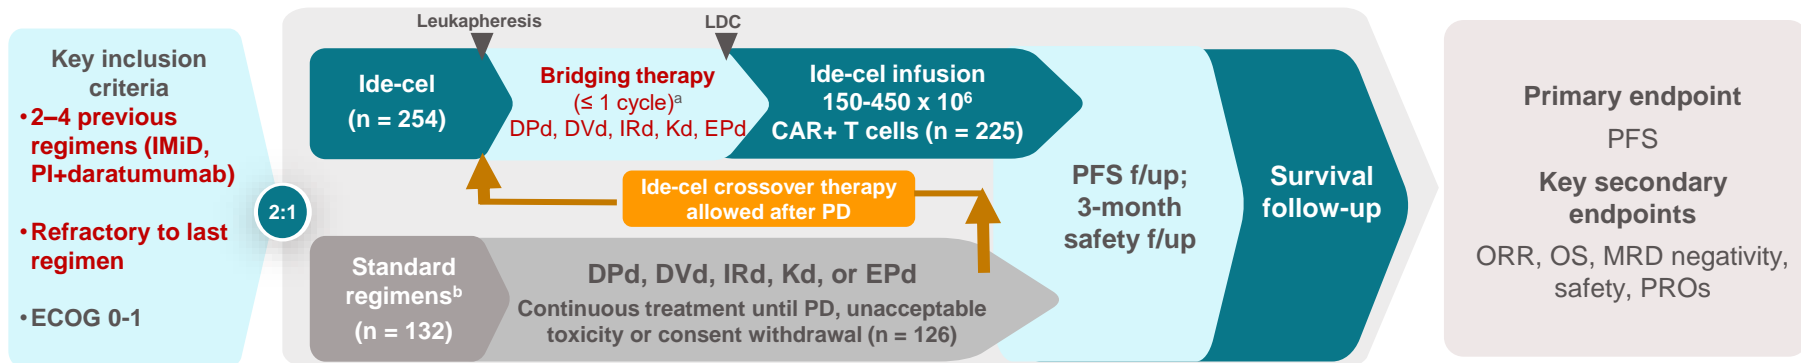 Key inclusion
criteria
•2–4 previous
regimens (IMiD,
PI+daratumumab)
•Refractory to last
regimen
•ECOG 0-1
2:1
Leukapheresis
LDC
Ide-cel
(n = 254)
Bridging therapy
(≤ 1 cycle)ᵃ
DPd, DVd, IRd, Kd, EPd
Ide-cel infusion
150-450 x 10⁶
CAR+ T cells (n = 225)
Ide-cel crossover therapy
allowed after PD
Standard
regimensᵇ
(n = 132)
DPd, DVd, IRd, Kd, or EPd
Continuous treatment until PD, unacceptable
toxicity or consent withdrawal (n = 126)
PFS f/up;
3-month
safety f/up
Survival
follow-up
Primary endpoint
PFS
Key secondary
endpoints
ORR, OS, MRD negativity,
safety, PROs